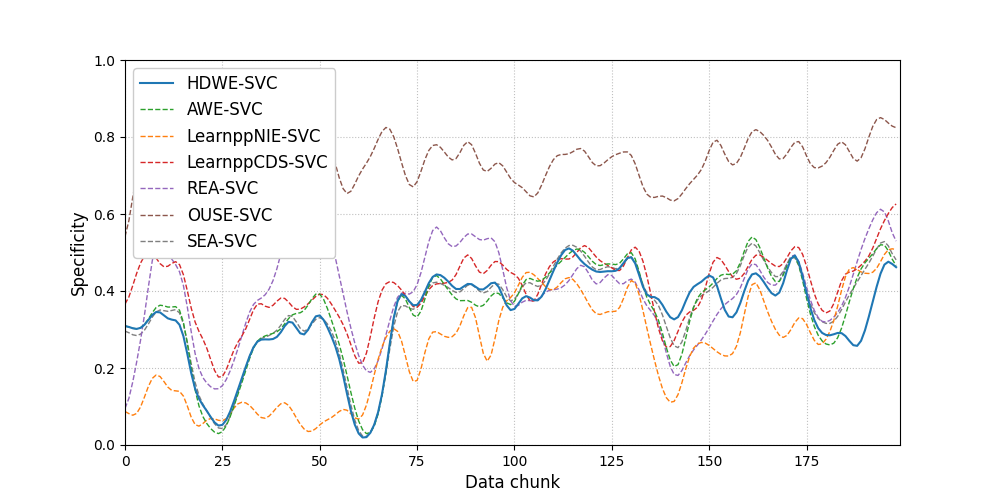 1.0
0.8
0.6
0.4
0.2
0.0
Specificity
HDWE-SVC
AWE-SVC
LearnppNIE-SVC
LearnppCDS-SVC
REA-SVC
OUSE-SVC
SEA-SVC
0 25 50 75 100 125 150 175
Data chunk